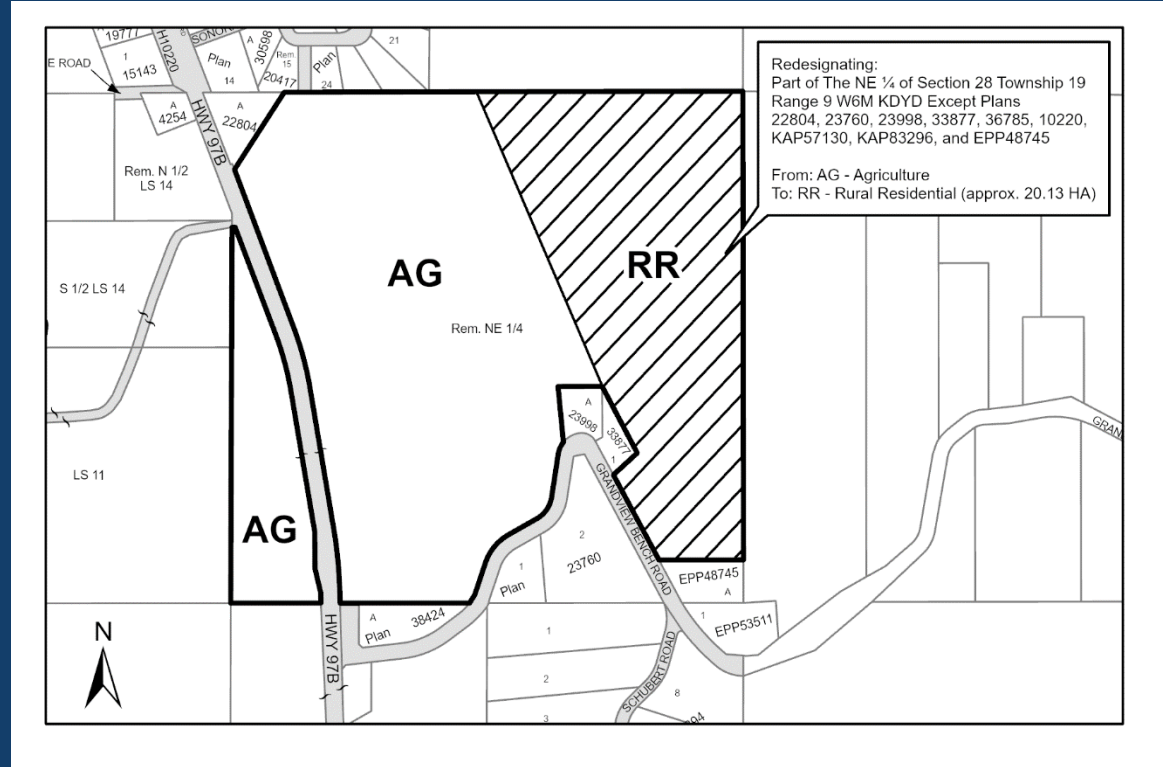 19777
1
15143
E ROAD
H10220
SONOR
Plan
14
A
30598
Rem.
15
20417
Plan
24
21
A
4254
A
22804
HWY 97B
Rem. N 1/2
LS 14
S 1/2 LS 14
LS 11
AG
Rem. NE 1/4
RR
AG
Redesignating:
Part of The NE ¼ of Section 28 Township 19
Range 9 W6M KDYD Except Plans
22804, 23760, 23998, 33877, 36785, 10220,
KAP57130, KAP83296, and EPP48745
From: AG - Agriculture
To: RR - Rural Residential (approx. 20.13 HA)
A
23998
33877
1
GRANDVIEW BENCH ROAD
2
23760
1
Plan
EPP48745
A
1
EPP53511
A
Plan 38424
HWY 97B
1
2
3
SCHUBERT ROAD
8
GRAN
N